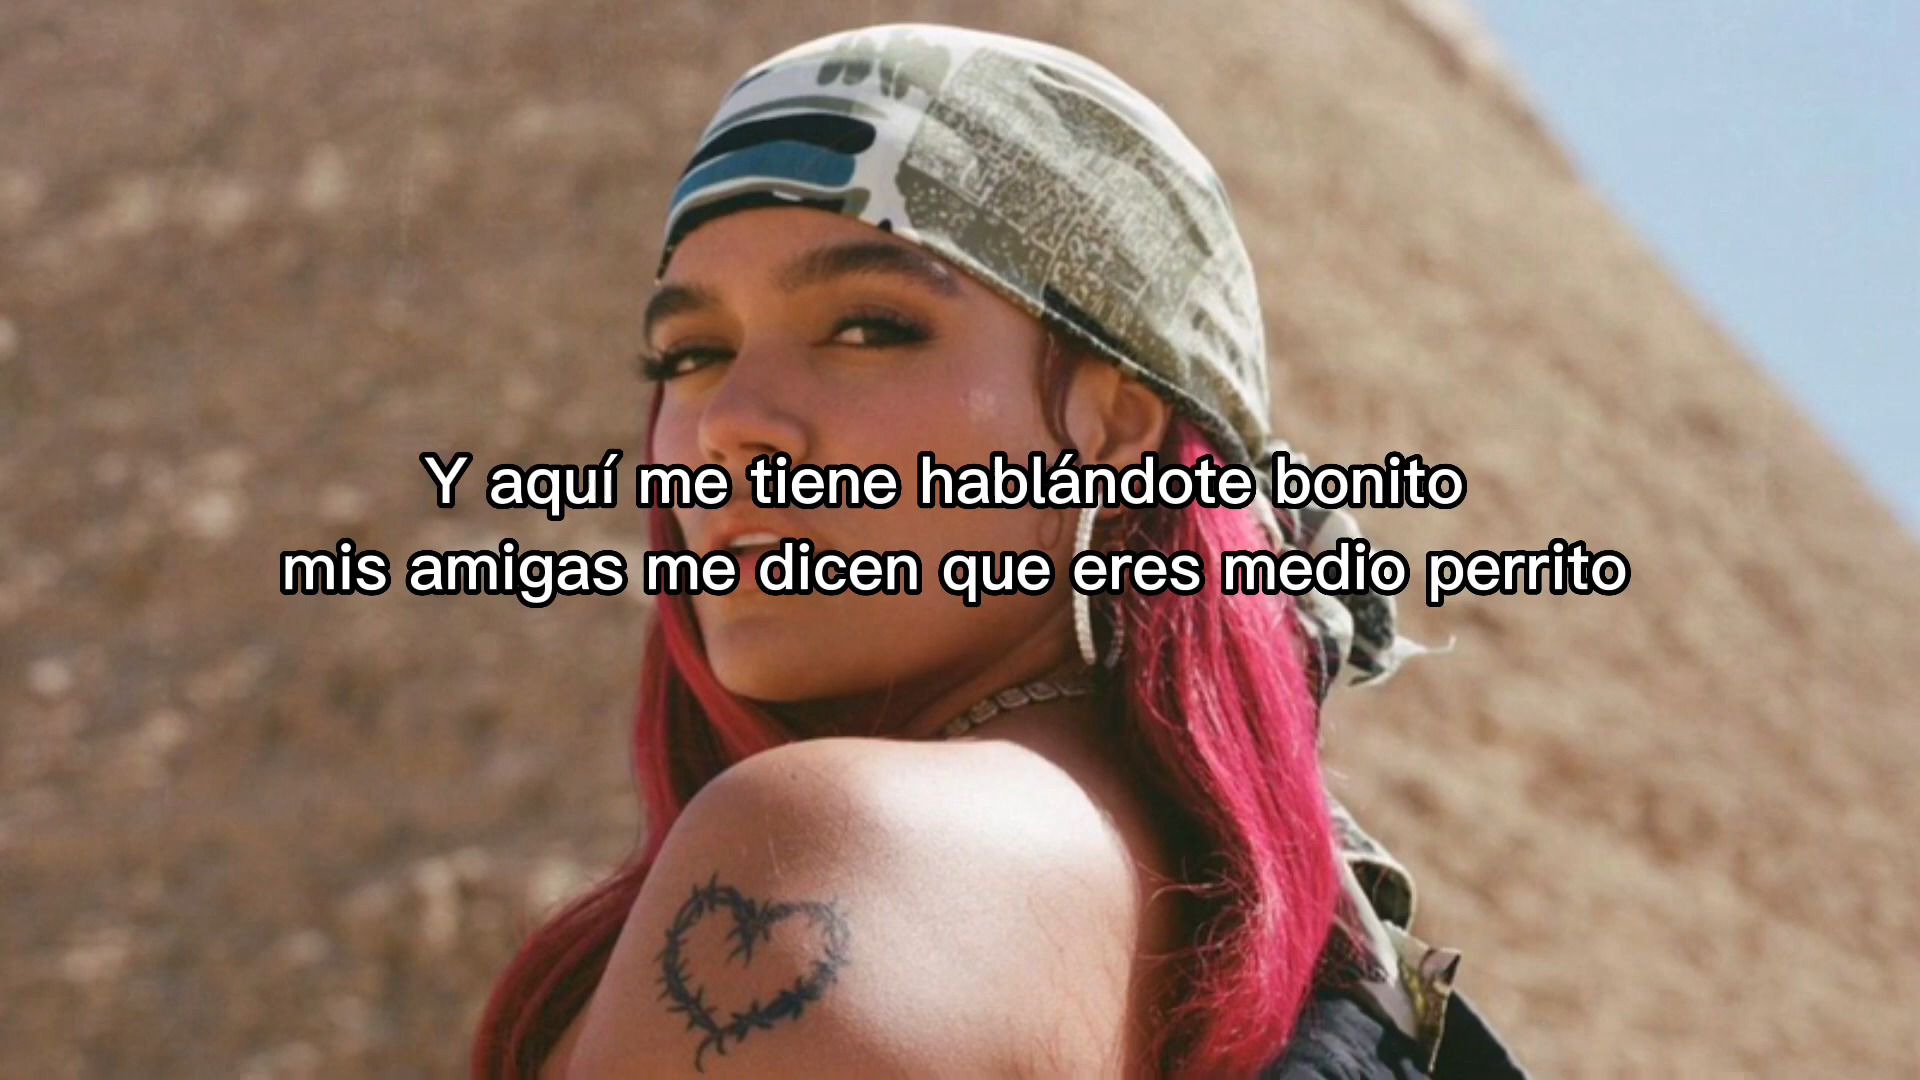 Y aquí me tiene hablándote bonito
mis amigas me dicen que eres medio perrito